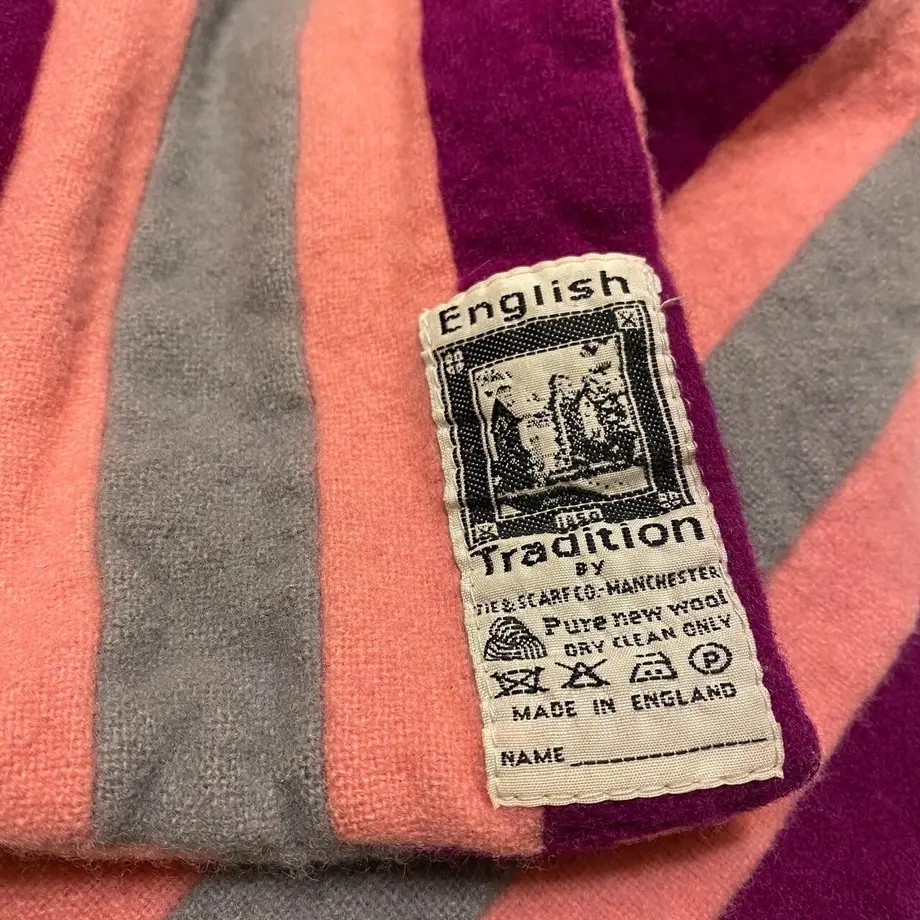 English
Tradition
BY
TIE & SCARF CO.-MANCHESTER
Pure new wool
DRY CLEAN ONLY
P
MADE IN ENGLAND
NAME